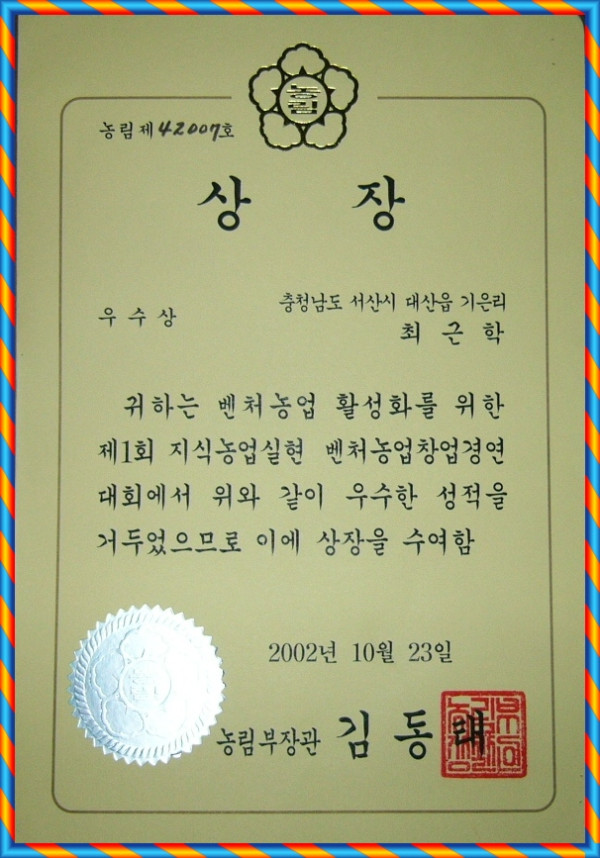 농림
농림제42007호
상 장
우수상
충청남도 서산시 대산읍 기은리
최근학
귀하는 벤처농업 활성화를 위한
제1회 지식농업실현 벤처농업창업경연
대회에서 위와 같이 우수한 성적을
거두었으므로 이에 상장을 수여함
2002년 10월 23일
농림부장관 김동태